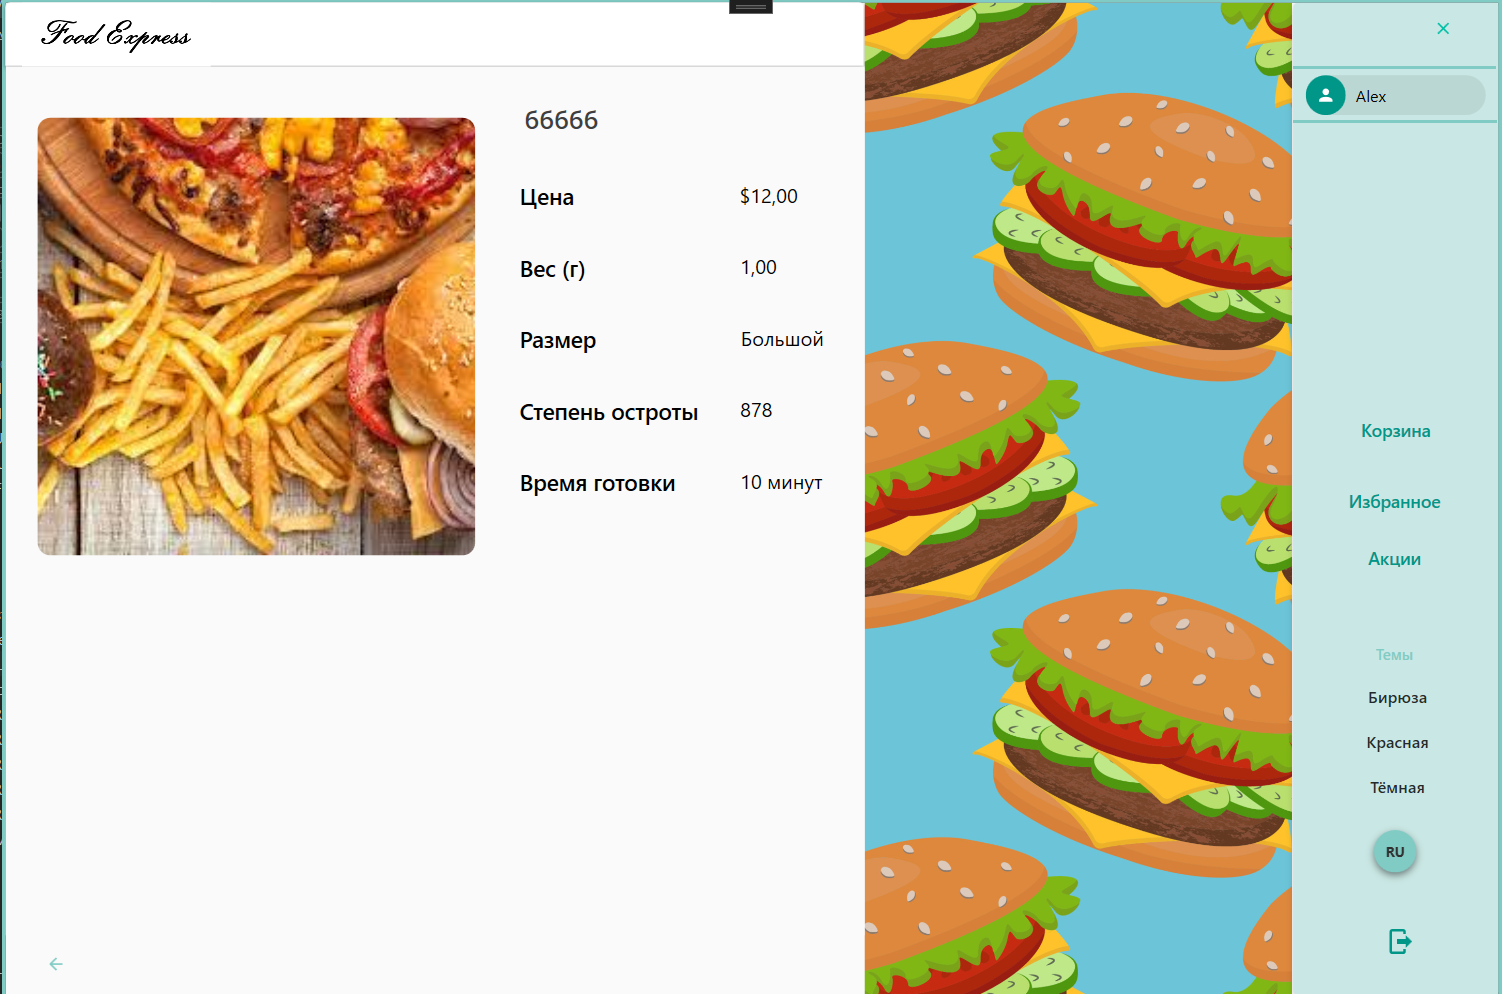 Food Express
66666
Цена $12,00
Вес (г) 1,00
Размер Большой
Степень остроты 878
Время готовки 10 минут
Alex
Корзина
Избранное
Акции
Темы
Бирюза
Красная
Тёмная
RU